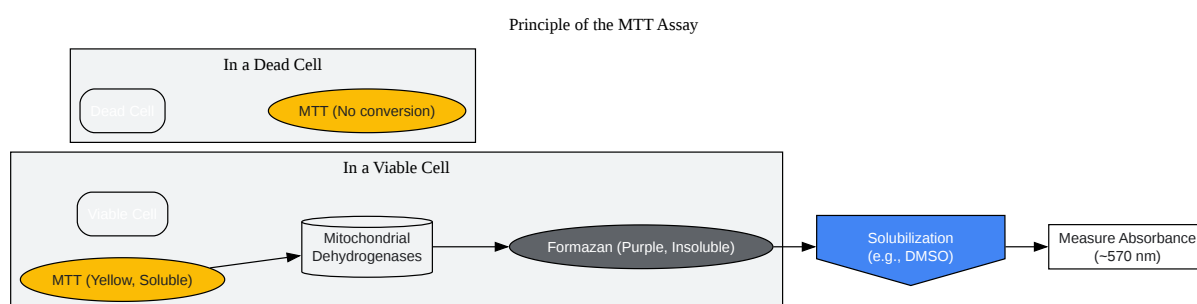 Principle of the MTT Assay
In a Dead Cell
Dead Cell
MTT (No conversion)
In a Viable Cell
Viable Cell
MTT (Yellow, Soluble)
Mitochondrial
Dehydrogenases
Formazan (Purple, Insoluble)
Solubilization
(e.g., DMSO)
Measure Absorbance
(~570 nm)